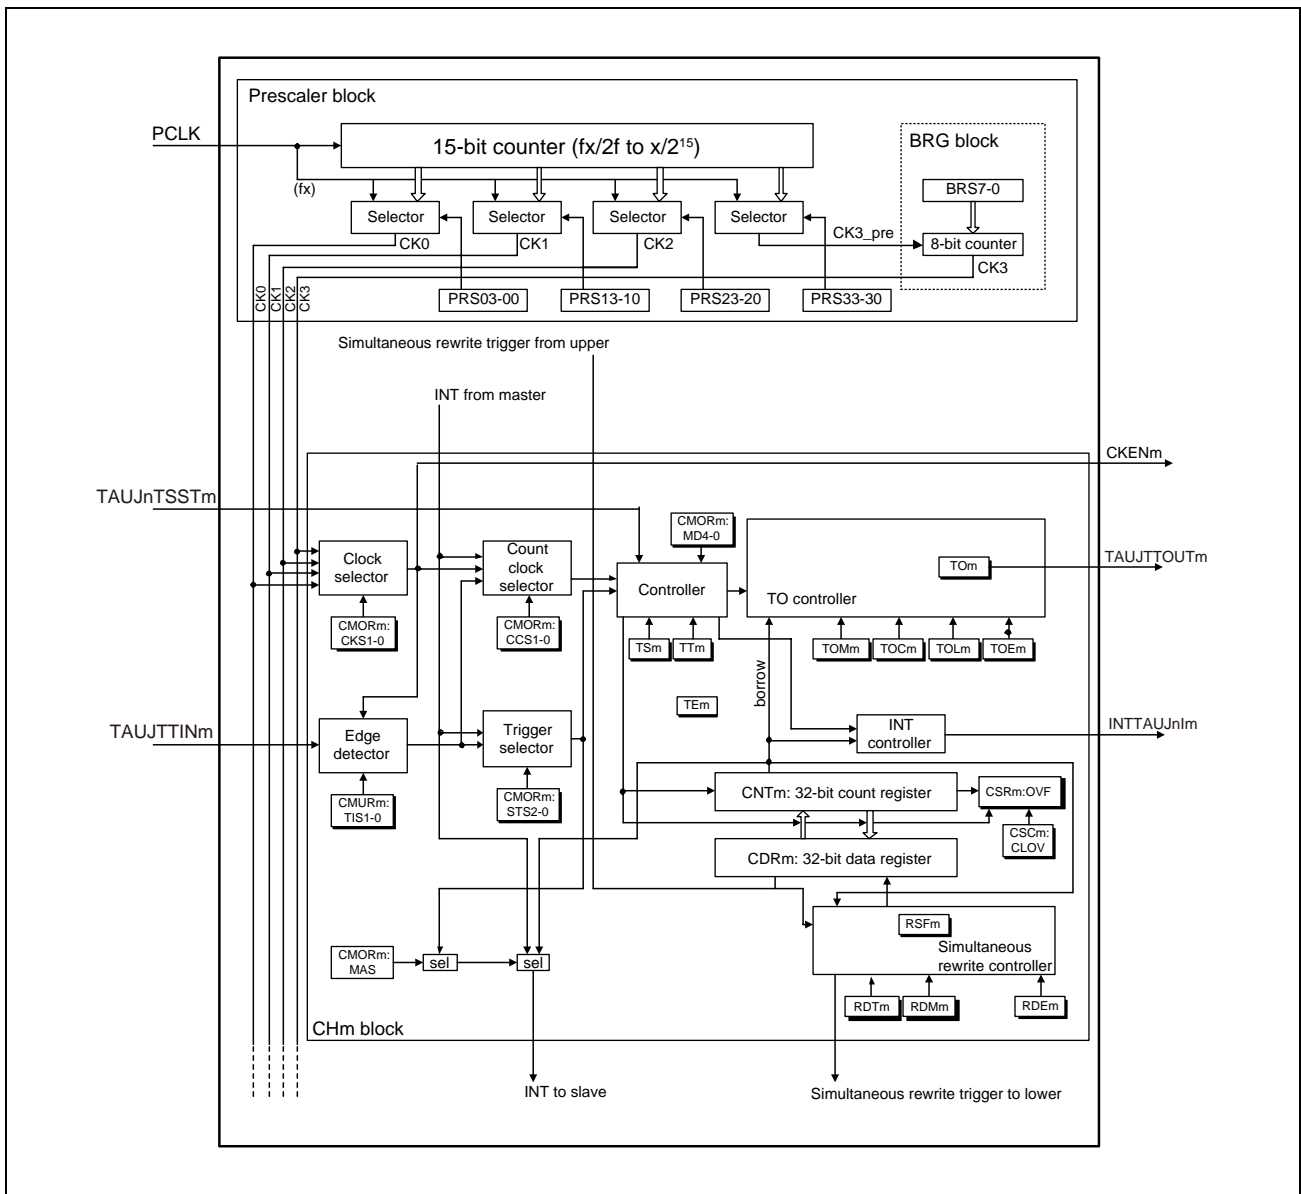 Prescaler block
PCLK
15-bit counter (fx/2f to x/2¹⁵)
BRG block
(fx)
BRS7-0
Selector
Selector
Selector
Selector
CK0
CK1
CK2
CK3_pre
8-bit counter
CK3
CK0
CK1
CK2
CK3
PRS03-00
PRS13-10
PRS23-20
PRS33-30
Simultaneous rewrite trigger from upper
INT from master
CKENm
TAUJnTSSTm
CMORm:
MD4-0
Clock
selector
Count
clock
selector
Controller
TOm
TAUJTTOUTm
TO controller
CMORm:
CKS1-0
CMORm:
CCS1-0
TSm
TTm
TOMm
TOCm
TOLm
TOEm
borrow
TEm
TAUJTTINm
Edge
detector
Trigger
selector
INT
controller
INTTAUJnIm
CMURm:
TIS1-0
CMORm:
STS2-0
CNTm: 32-bit count register
CSRm:OVF
CSCm:
CLOV
CDRm: 32-bit data register
RSFm
Simultaneous
rewrite controller
CMORm:
MAS
sel
sel
RDTm
RDMm
RDEm
CHm block
INT to slave
Simultaneous rewrite trigger to lower